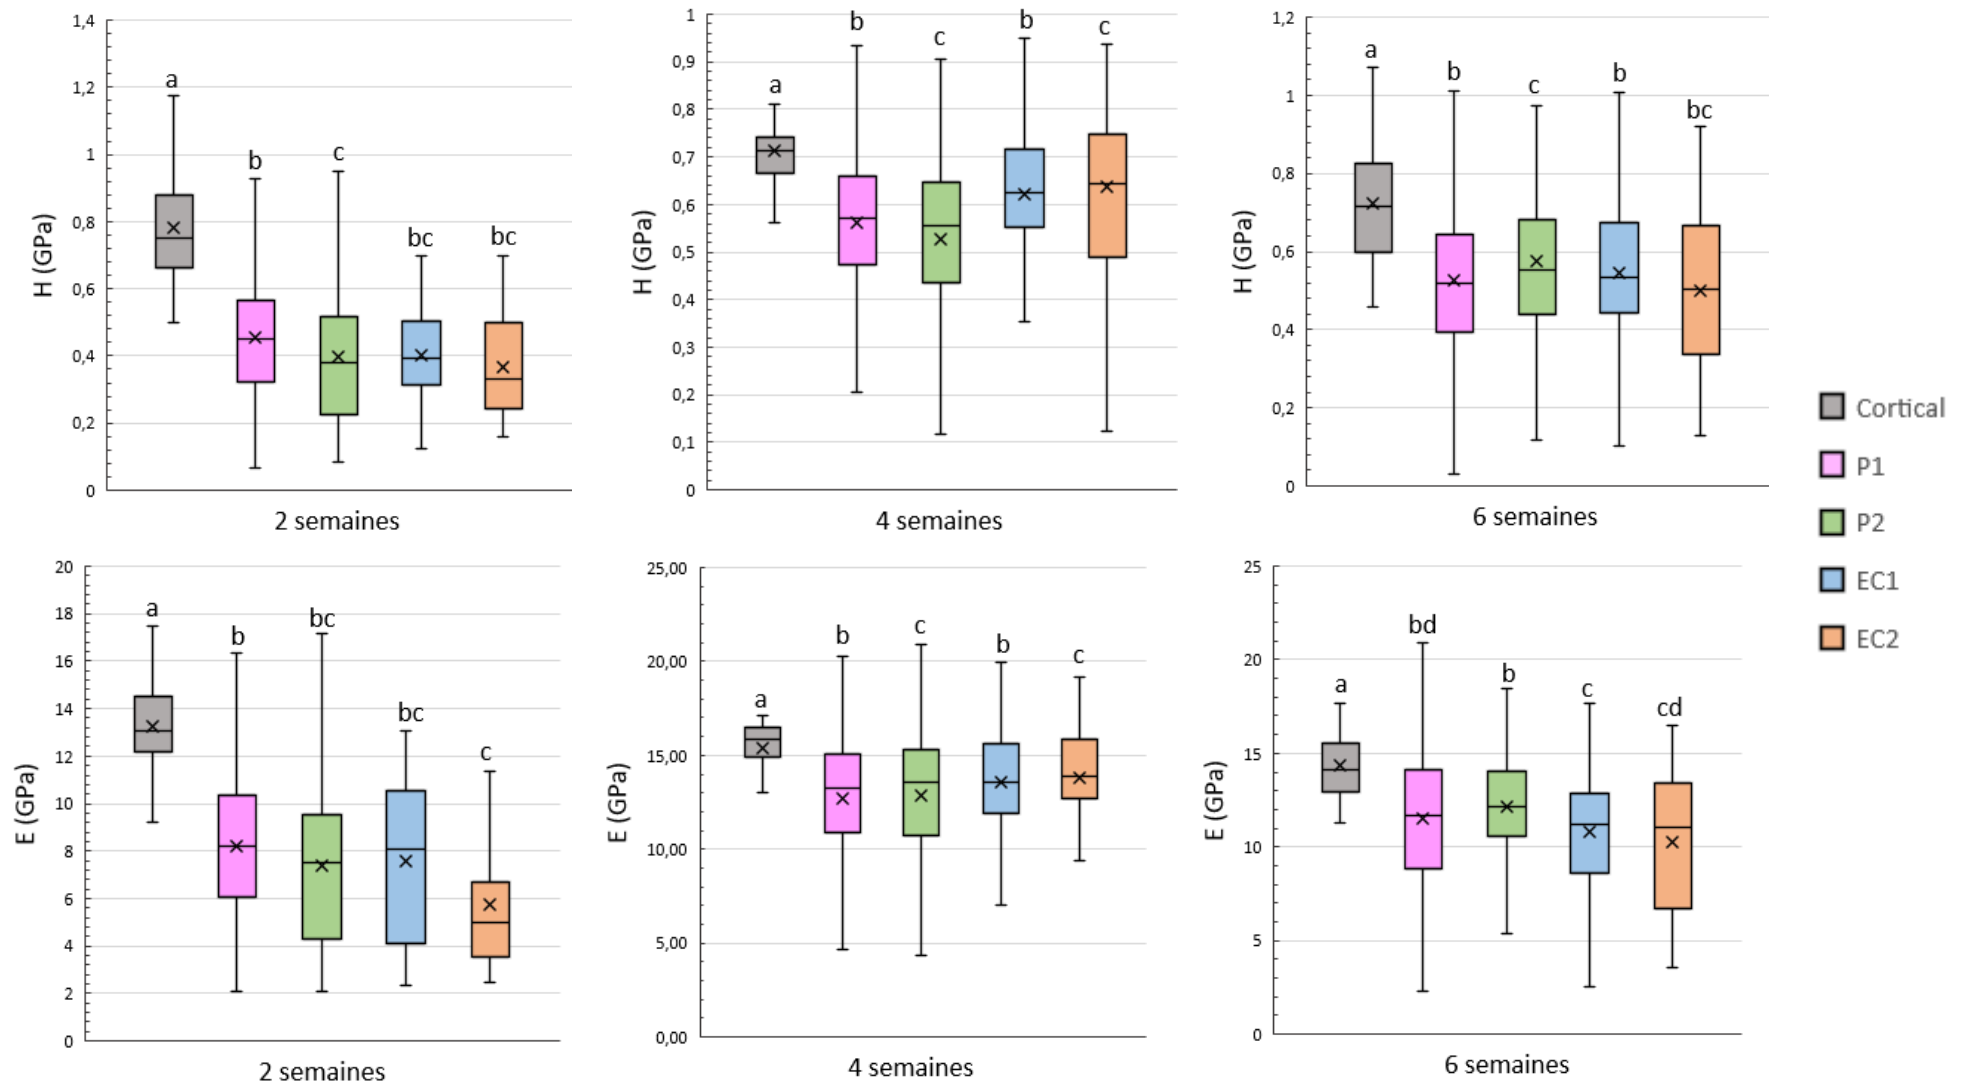 1,4
1,2
1
0,8
0,6
0,4
0,2
0
H (GPa)
a
b
c
bc
bc
2 semaines
1
0,9
0,8
0,7
0,6
0,5
0,4
0,3
0,2
0,1
0
H (GPa)
a
b
c
b
c
4 semaines
1,2
1
0,8
0,6
0,4
0,2
0
H (GPa)
a
b
c
b
bc
6 semaines
Cortical
P1
P2
EC1
EC2
20
18
16
14
12
10
8
6
4
2
0
E (GPa)
a
b
bc
bc
c
2 semaines
25,00
20,00
15,00
10,00
5,00
0,00
E (GPa)
a
b
c
b
c
4 semaines
25
20
15
10
5
0
E (GPa)
a
bd
b
c
cd
6 semaines